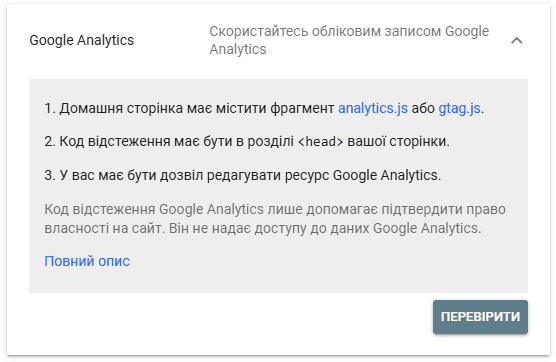 Google Analytics
Скористайтесь обліковим записом Google
Analytics
1. Домашня сторінка має містити фрагмент analytics.js або gtag.js.
2. Код відстеження має бути в розділі <head> вашої сторінки.
3. У вас має бути дозвіл редагувати ресурс Google Analytics.
Код відстеження Google Analytics лише допомагає підтвердити право
власності на сайт. Він не надає доступу до даних Google Analytics.
Повний опис
ПЕРЕВІРИТИ